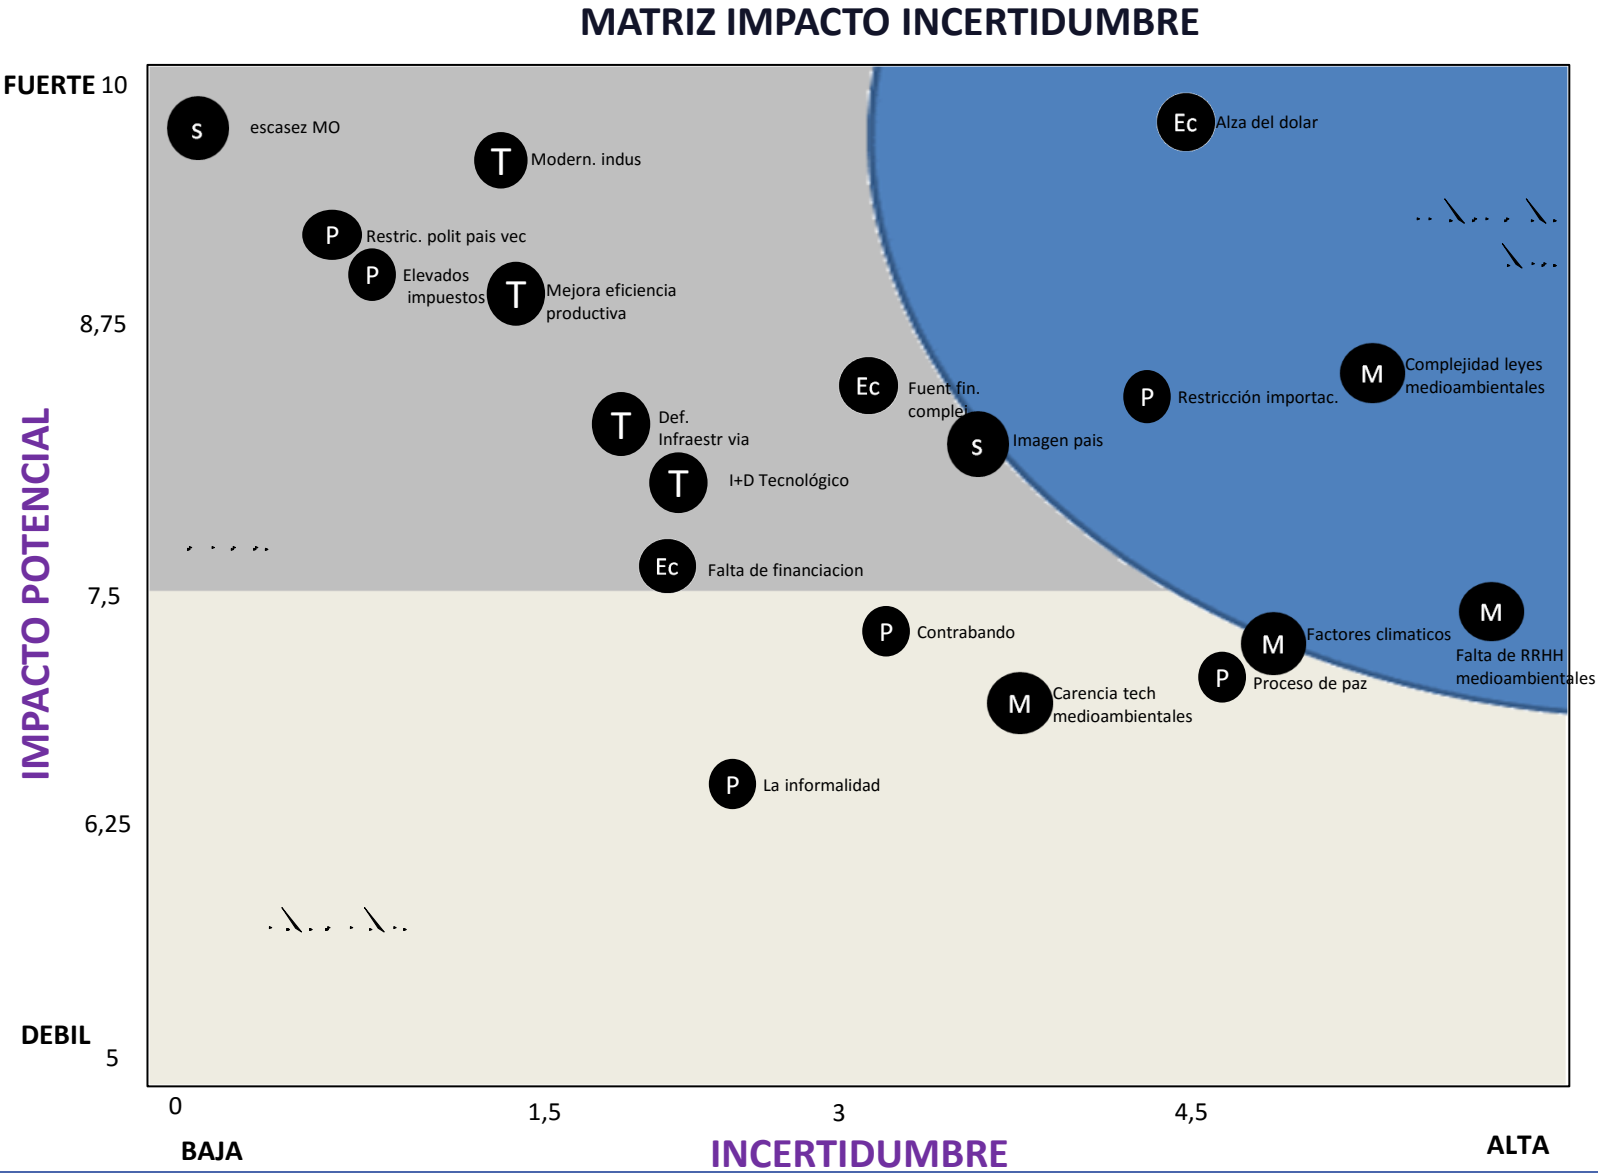 MATRIZ IMPACTO INCERTIDUMBRE
FUERTE 10
s escasez MO
Ec Alza del dolar
T Modern. indus
P Restric. polit pais vec
P Elevados
impuestos
T Mejora eficiencia
productiva
8,75
Ec Fuent fin.
complej
M Complejidad leyes
medioambientales
P Restricción importac.
T Def.
Infraestr via
s Imagen pais
T I+D Tecnológico
Ec Falta de financiacion
7,5
IMPACTO POTENCIAL
P Contrabando
M Factores climaticos
M
Falta de RRHH
medioambientales
P Proceso de paz
M Carencia tech
medioambientales
P La informalidad
6,25
DEBIL
5
0
1,5
3
4,5
BAJA
INCERTIDUMBRE
ALTA